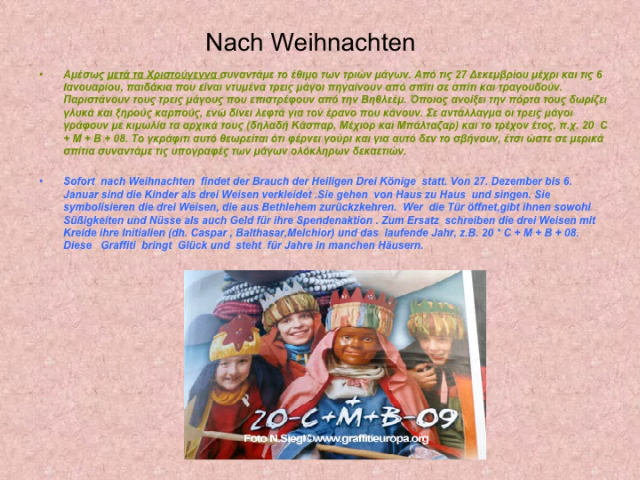 Nach Weihnachten
• Αμέσως μετά τα Χριστούγεννα συναντάμε το έθιμο των τριών μάγων. Από τις 27 Δεκεμβρίου μέχρι και τις 6
Ιανουαρίου, παιδάκια που είναι ντυμένα τρεις μάγοι πηγαίνουν από σπίτι σε σπίτι και τραγουδούν.
Παριστάνουν τους τρεις μάγους που επιστρέφουν από την Βηθλεέμ. Όποιος ανοίξει την πόρτα τους δωρίζει
γλυκά και ξηρούς καρπούς, ενώ δίνει λεφτά για τον έρανο που κάνουν. Σε αντάλλαγμα οι τρεις μάγοι
γράφουν με κιμωλία τα αρχικά τους (δηλαδή Κάσπαρ, Μέχιορ και Μπάλταζαρ) και το τρέχον έτος, π.χ. 20 C
+ M + B + 08. Το γκράφιτι αυτό θεωρείται ότι φέρνει γούρι και για αυτό δεν το σβήνουν, έτσι ώστε σε μερικά
σπίτια συναντάμε τις υπογραφές των μάγων ολόκληρων δεκαετιών.
• Sofort nach Weihnachten findet der Brauch der Heiligen Drei Könige statt. Von 27. Dezember bis 6.
Januar sind die Kinder als drei Weisen verkleidet .Sie gehen von Haus zu Haus und singen. Sie
symbolisieren die drei Weisen, die aus Bethlehem zurückzkehren. Wer die Tür öffnet,gibt ihnen sowohl
Süßigkeiten und Nüsse als auch Geld für ihre Spendenaktion . Zum Ersatz schreiben die drei Weisen mit
Kreide ihre Initialien (dh. Caspar , Balthasar,Melchior) und das laufende Jahr, z.B. 20 * C + M + B + 08.
Diese Graffiti bringt Glück und steht für Jahre in manchen Häusern.
20-C+M+B-09
Foto N.Siegl©www.graffitieuropa.org